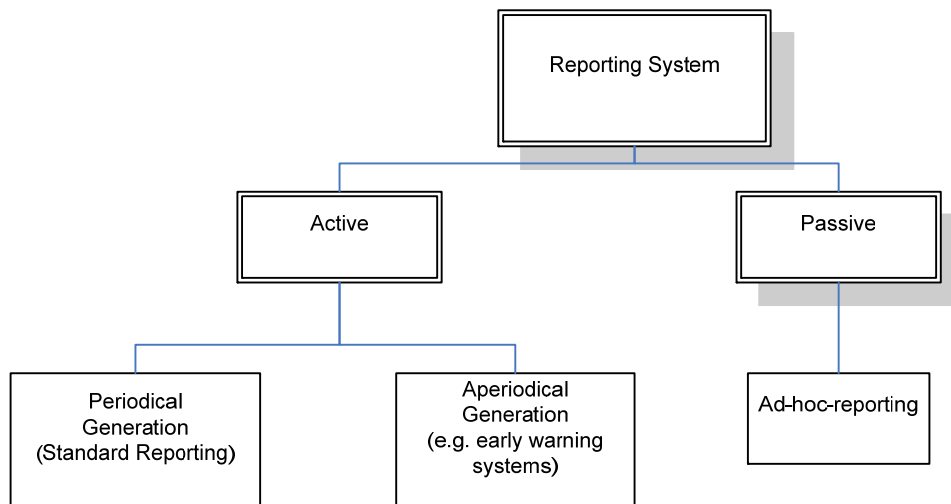 Reporting System
Active
Passive
Periodical
Generation
(Standard Reporting)
Aperiodical
Generation
(e.g. early warning
systems)
Ad-hoc-reporting